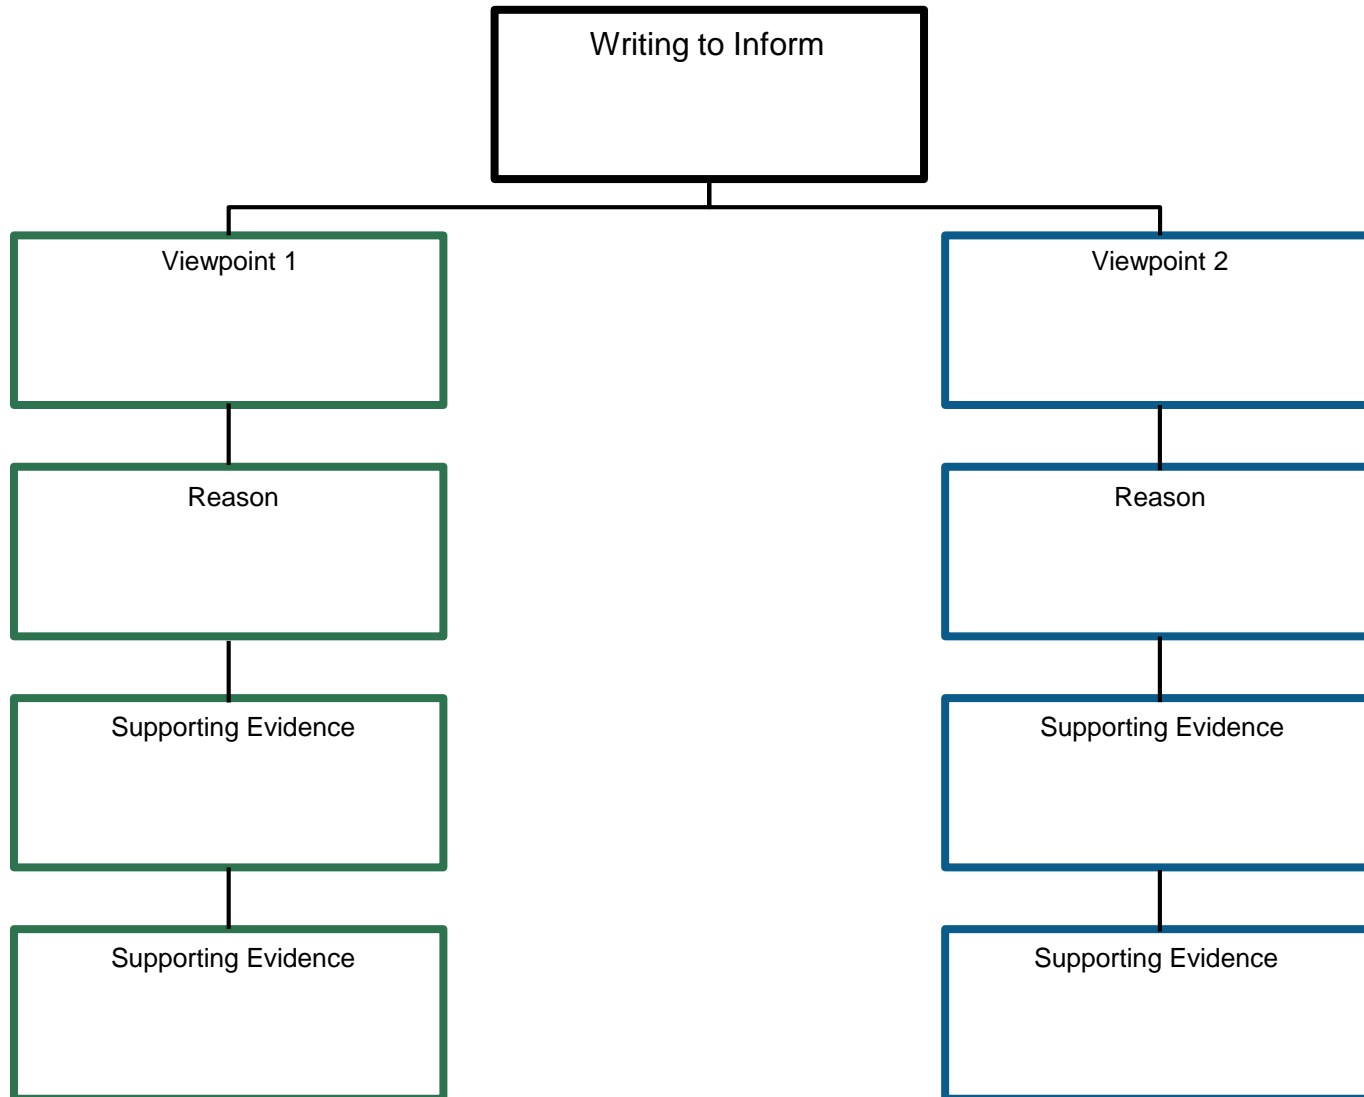 Writing to Inform
Viewpoint 1
Viewpoint 2
Reason
Reason
Supporting Evidence
Supporting Evidence
Supporting Evidence
Supporting Evidence